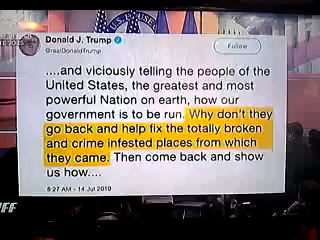 Donald J. Trump
@realDonaldTrump
Follow
....and viciously telling the people of the
United States, the greatest and most
powerful Nation on earth, how our
government is to be run. Why don't they
go back and help fix the totally broken
and crime infested places from which
they came. Then come back and show
us how....
8:27 AM - 14 Jul 2019